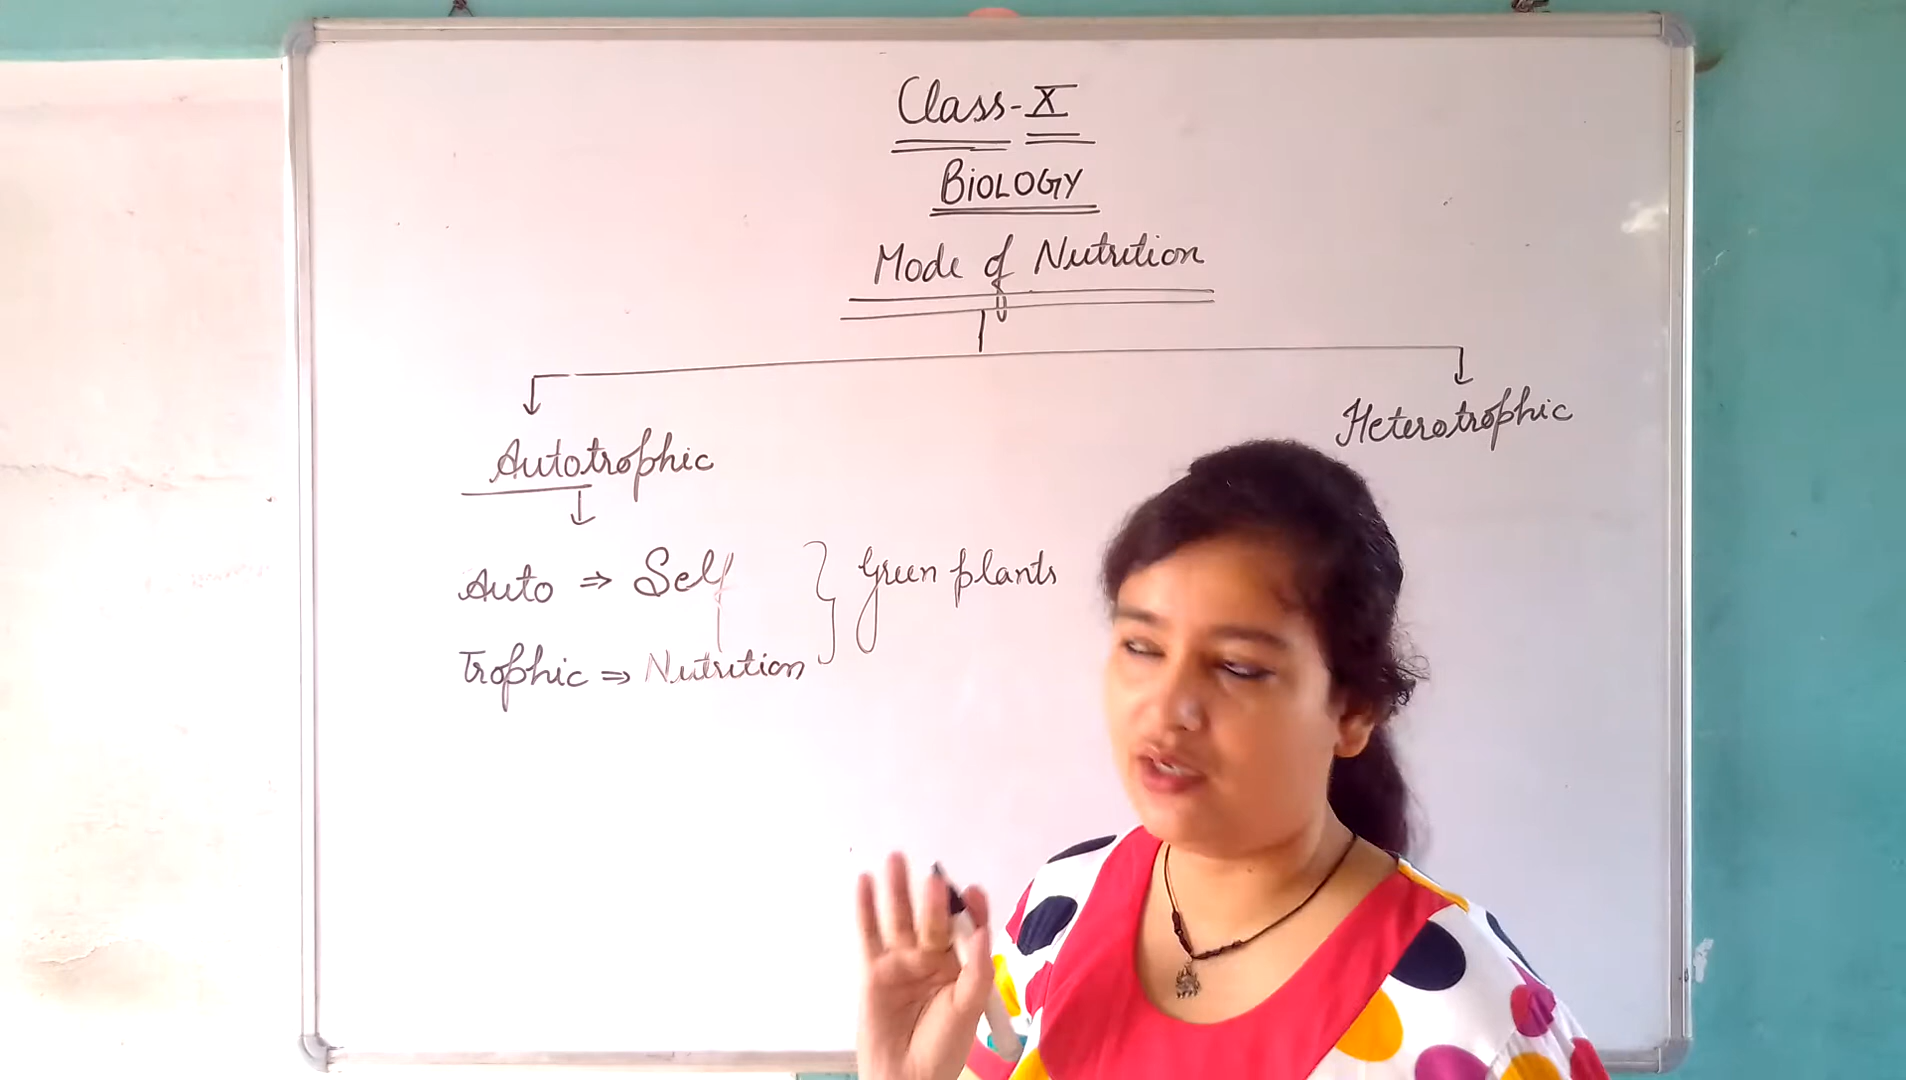 Class-X
BIOLOGY
Mode of Nutrition
Autotrophic
Heterotrophic
Auto ⇒ Self } Green plants
Trophic ⇒ Nutrition